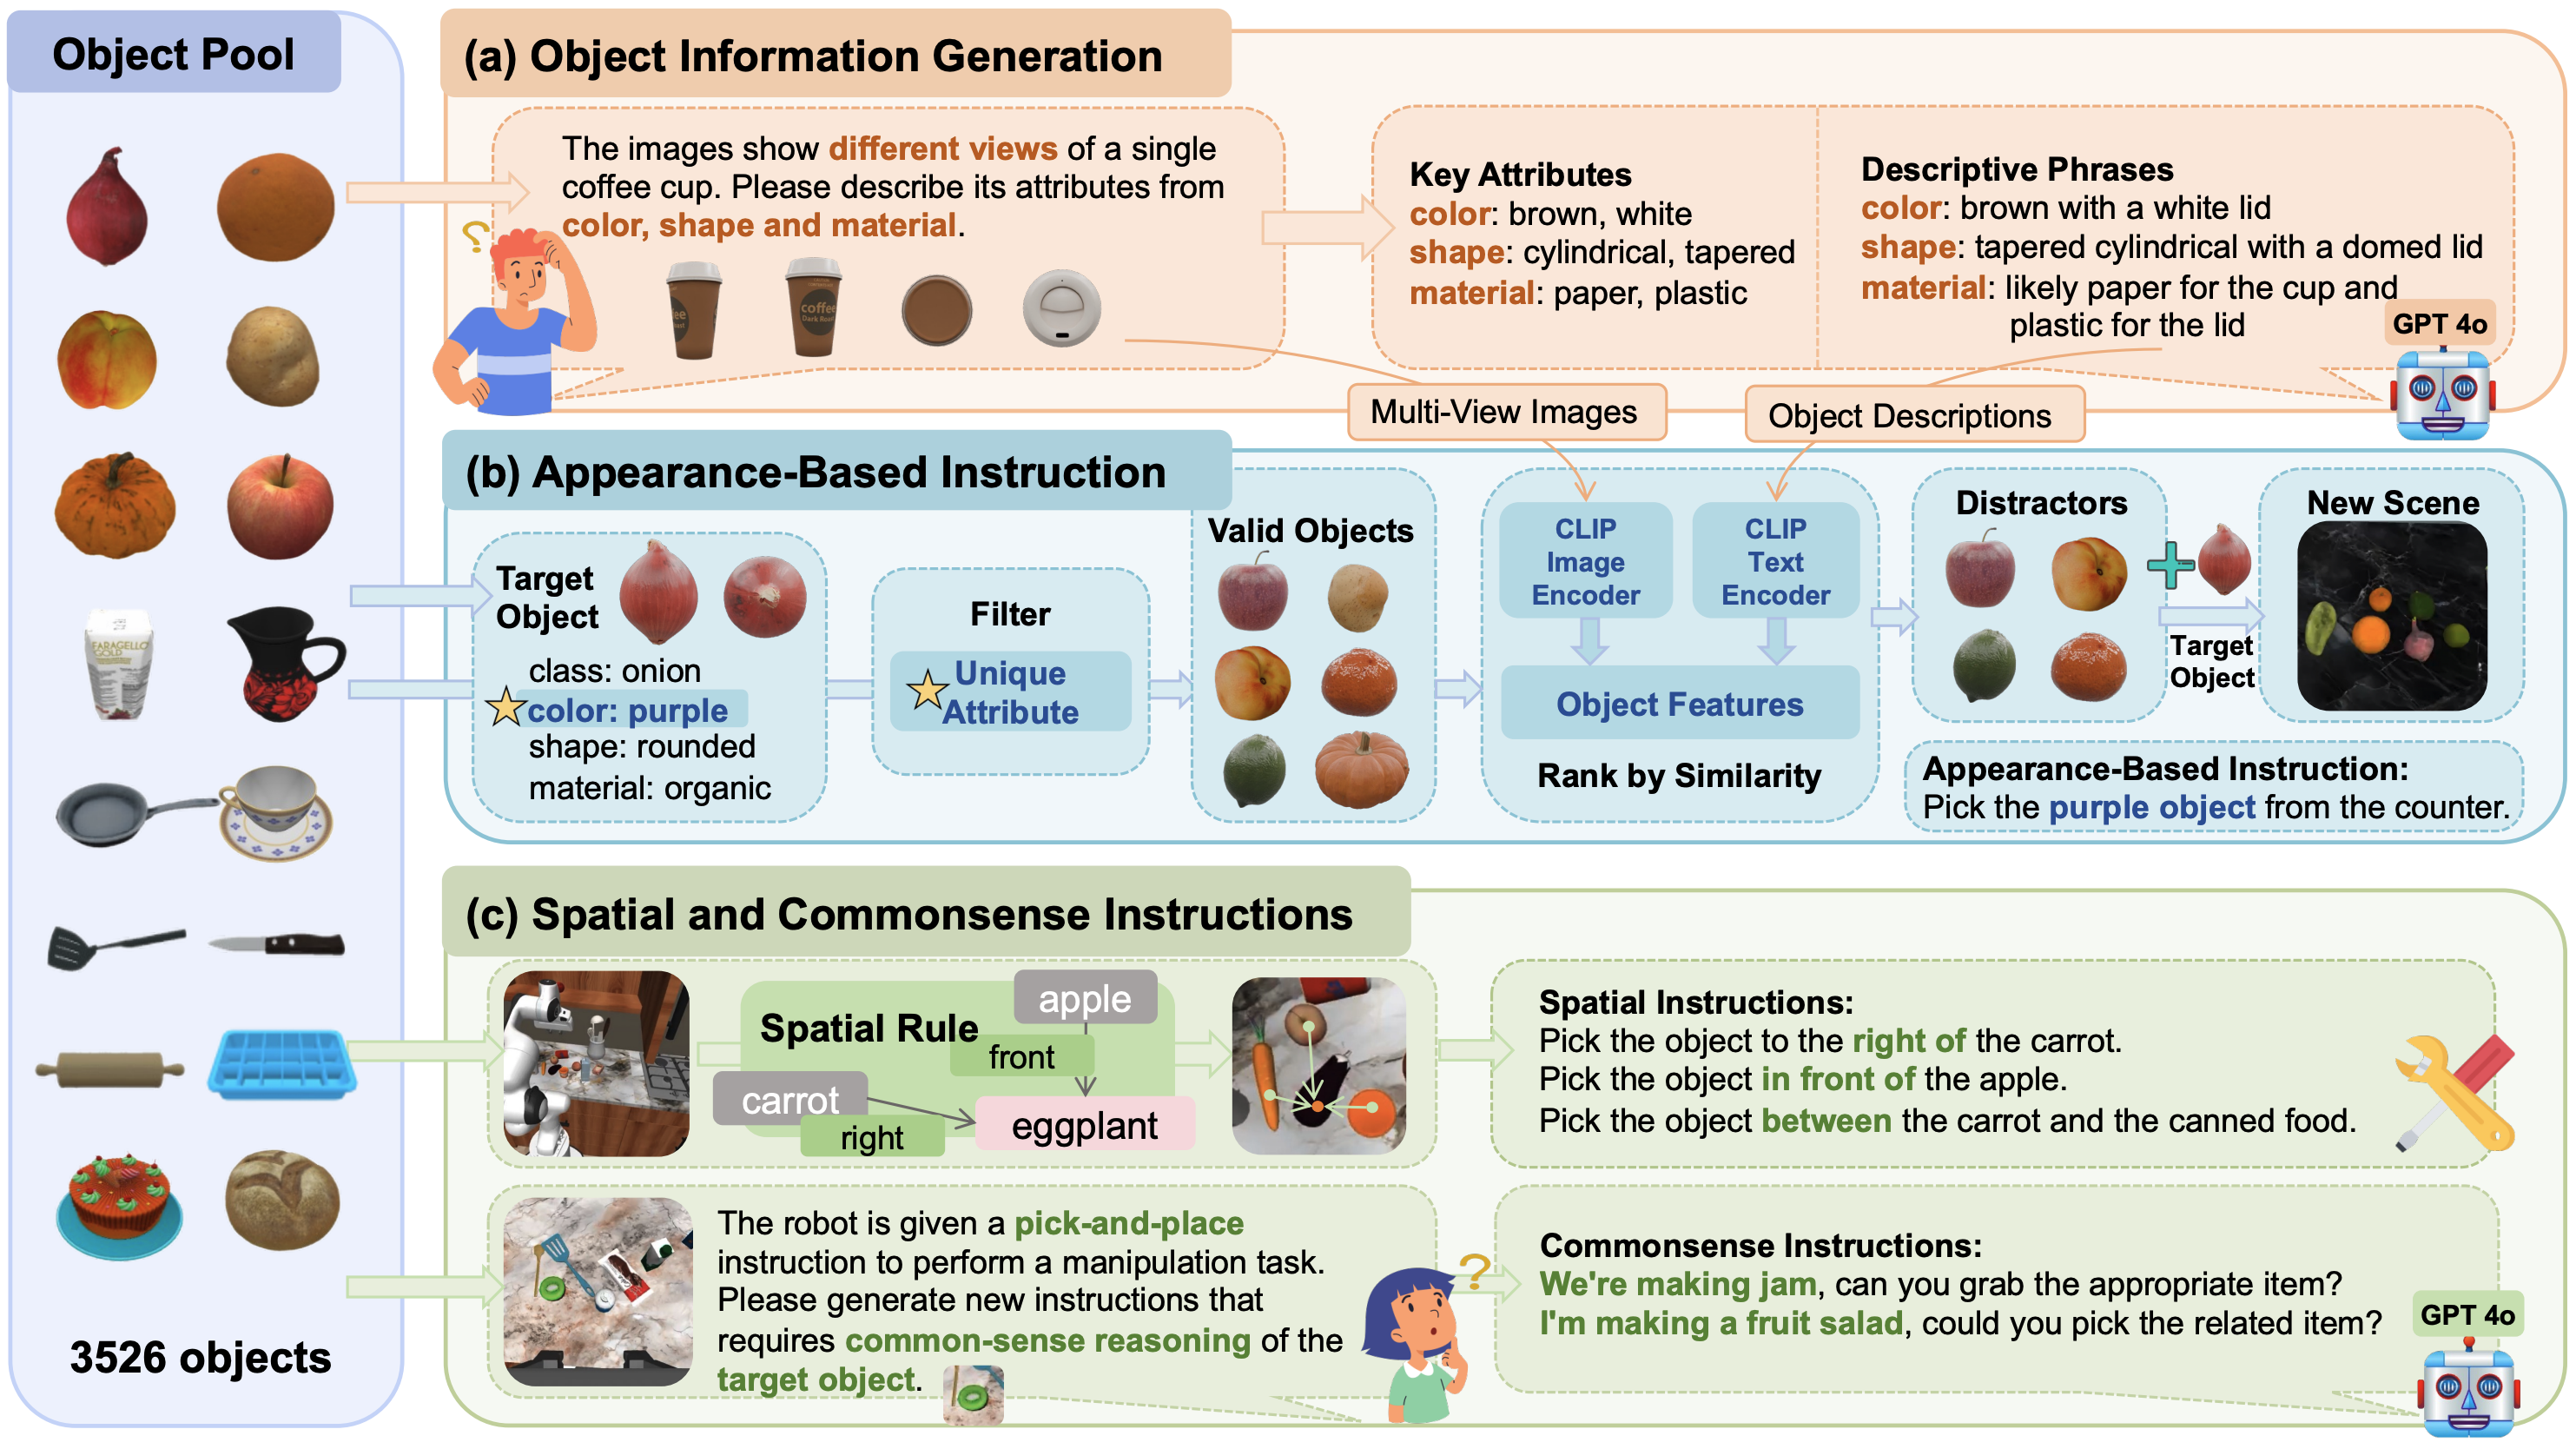 Object Pool
3526 objects
(a) Object Information Generation
The images show different views of a single
coffee cup. Please describe its attributes from
color, shape and material.
coffee
Dark Roast
Key Attributes
color: brown, white
shape: cylindrical, tapered
material: paper, plastic
Descriptive Phrases
color: brown with a white lid
shape: tapered cylindrical with a domed lid
material: likely paper for the cup and
plastic for the lid
GPT 4o
Multi-View Images
Object Descriptions
(b) Appearance-Based Instruction
Target
Object
class: onion
color: purple
shape: rounded
material: organic
Filter
Unique
Attribute
Valid Objects
CLIP
Image
Encoder
CLIP
Text
Encoder
Object Features
Rank by Similarity
Distractors
Target
Object
New Scene
Appearance-Based Instruction:
Pick the purple object from the counter.
(c) Spatial and Commonsense Instructions
Spatial Rule
apple
front
carrot
right
eggplant
Spatial Instructions:
Pick the object to the right of the carrot.
Pick the object in front of the apple.
Pick the object between the carrot and the canned food.
The robot is given a pick-and-place
instruction to perform a manipulation task.
Please generate new instructions that
requires common-sense reasoning of the
target object.
?
Commonsense Instructions:
We're making jam, can you grab the appropriate item?
I'm making a fruit salad, could you pick the related item?
GPT 4o